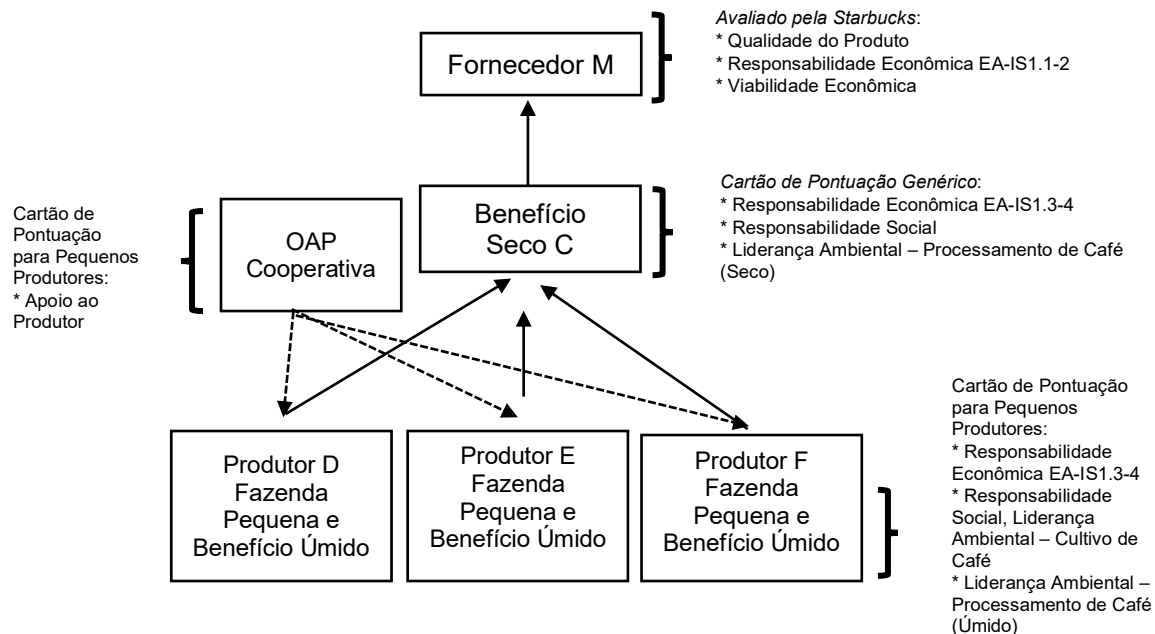 Avaliado pela Starbucks:
* Qualidade do Produto
* Responsabilidade Econômica EA-IS1.1-2
* Viabilidade Econômica
Fornecedor M
Cartão de Pontuação Genérico:
* Responsabilidade Econômica EA-IS1.3-4
* Responsabilidade Social
* Liderança Ambiental – Processamento de Café
(Seco)
Benefício
Seco C
Cartão de
Pontuação
para Pequenos
Produtores:
* Apoio ao
Produtor
OAP
Cooperativa
Produtor D
Fazenda
Pequena e
Benefício Úmido
Produtor E
Fazenda
Pequena e
Benefício Úmido
Produtor F
Fazenda
Pequena e
Benefício Úmido
Cartão de Pontuação
para Pequenos
Produtores:
* Responsabilidade
Econômica EA-IS1.3-4
* Responsabilidade
Social, Liderança
Ambiental – Cultivo de
Café
* Liderança Ambiental –
Processamento de Café
(Úmido)